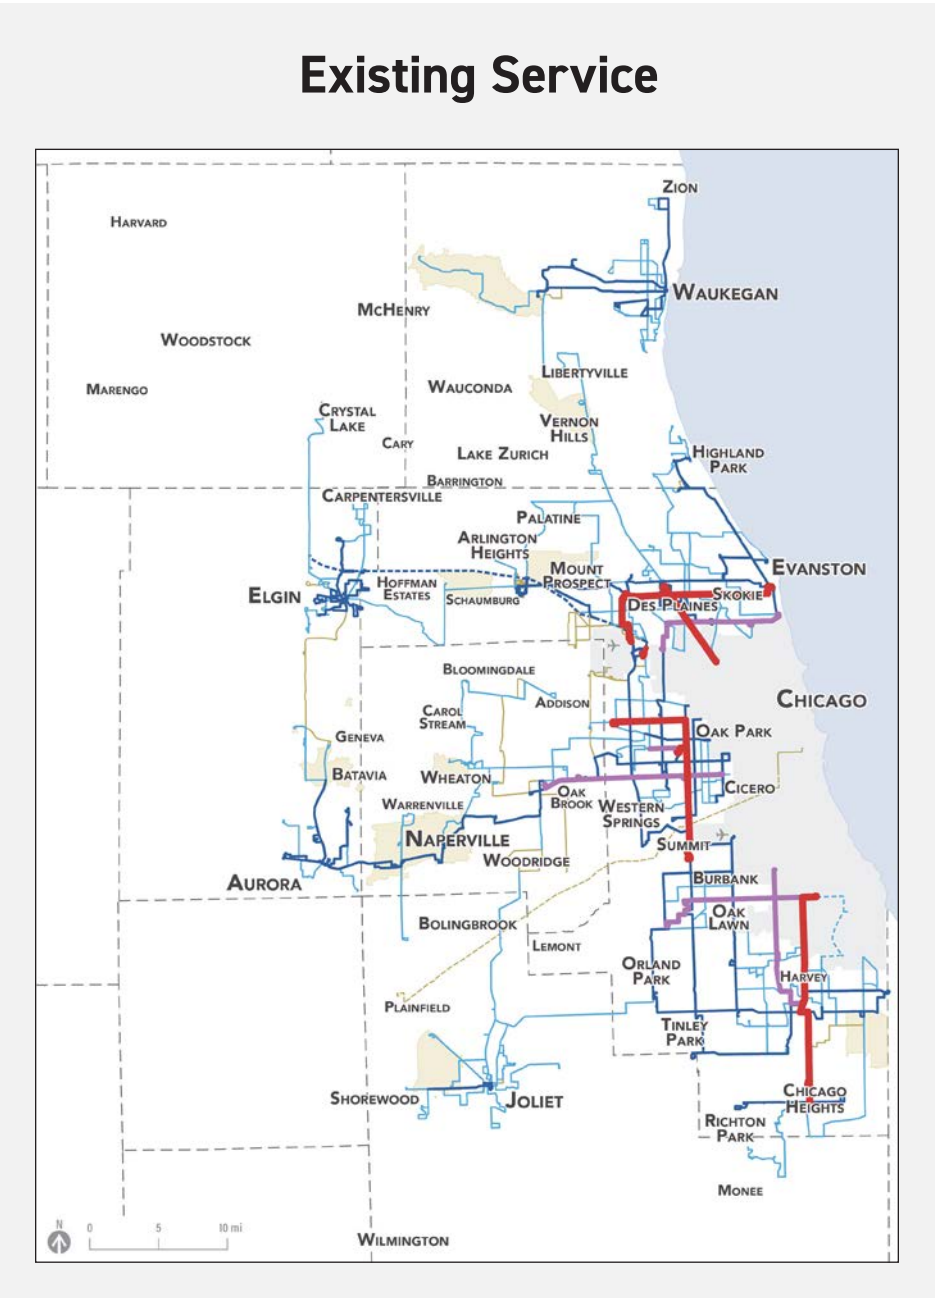 Existing Service
ZION
HARVARD
WAUKEGAN
MCHENRY
WOODSTOCK
LIBERTYVILLE
MARENGO
WAUCONDA
CRYSTAL
LAKE
VERNON
HILLS
CARY
LAKE ZURICH
HIGHLAND
PARK
BARRINGTON
CARPENTERSVILLE
PALATINE
ARLINGTON
HEIGHTS
MOUNT
PROSPECT
EVANSTON
HOFFMAN
ESTATES
ELGIN
SCHAUMBURG
SKOKIE
DES PLAINES
BLOOMINGDALE
ADDISON
CHICAGO
CAROL
STREAM
OAK PARK
GENEVA
BATAVIA
WHEATON
OAK
BROOK
CICERO
WARRENVILLE
WESTERN
SPRINGS
NAPERVILLE
SUMMIT
WOODRIDGE
BURBANK
AURORA
OAK
LAWN
BOLINGBROOK
LEMONT
ORLAND
PARK
HARVEY
PLAINFIELD
TINLEY
PARK
SHOREWOOD
JOLIET
CHICAGO
HEIGHTS
RICHTON
PARK
MONEE
N
0 5 10 mi
WILMINGTON